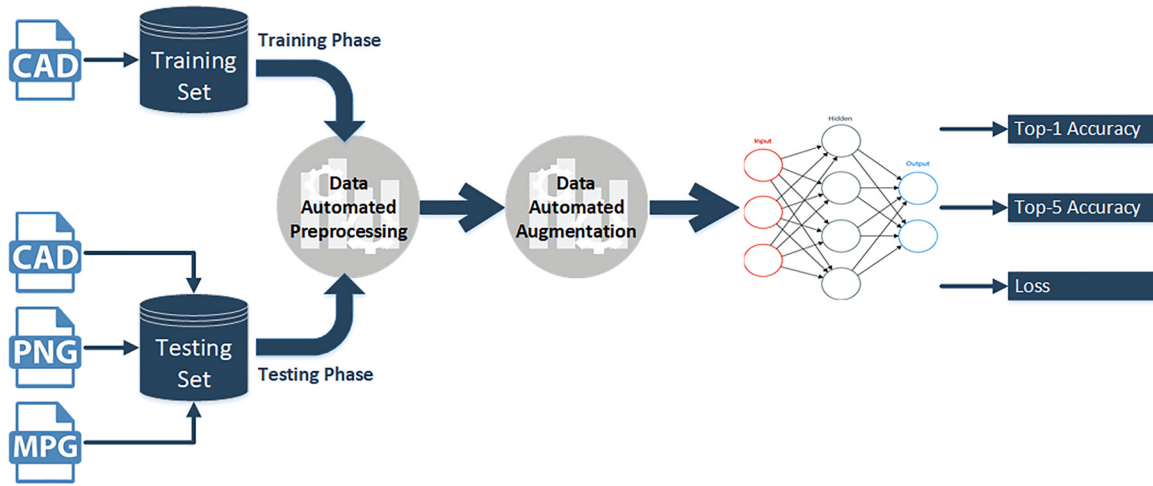 CAD
Training
Set
Training Phase
CAD
PNG
MPG
Testing
Set
Testing Phase
Data
Automated
Preprocessing
Data
Automated
Augmentation
Input
Hidden
Output
Top-1 Accuracy
Top-5 Accuracy
Loss